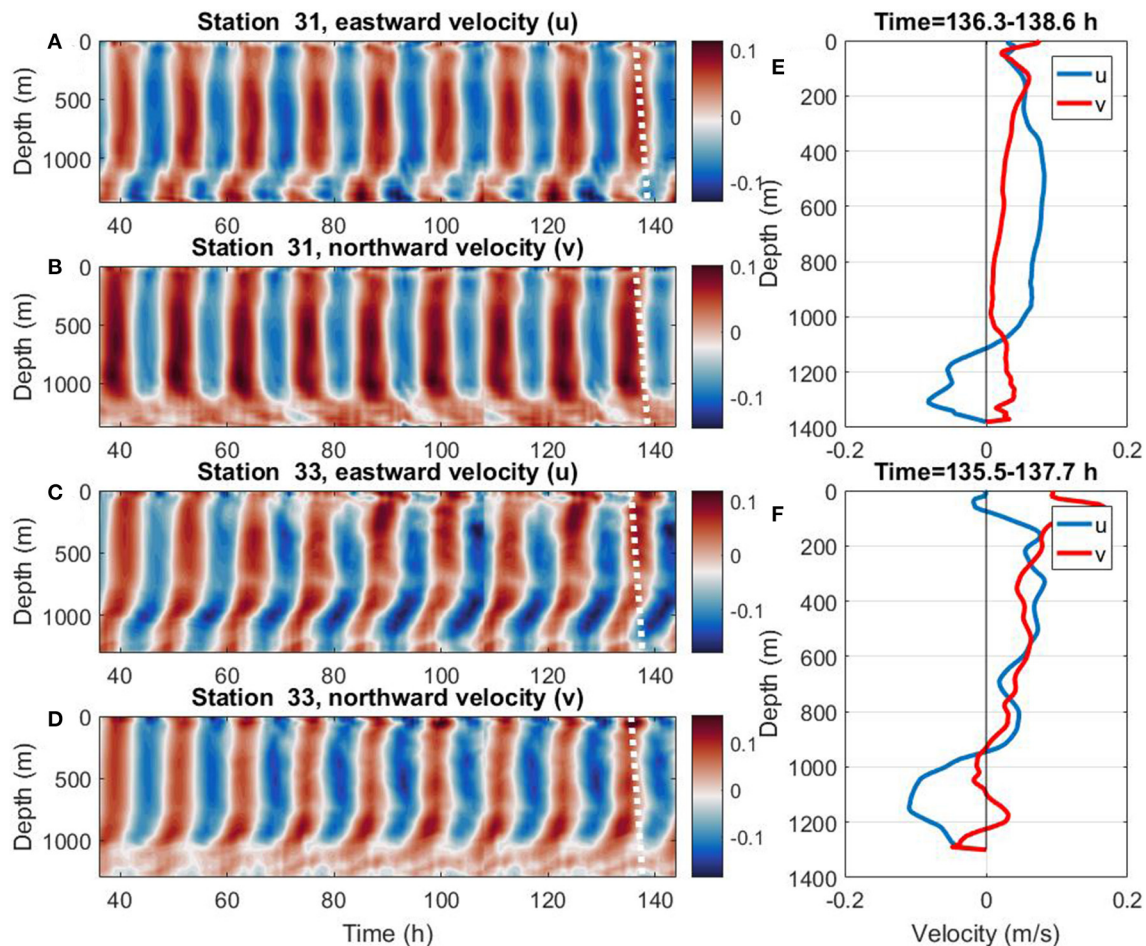 Station 31, eastward velocity (u)
A
0
500
1000
Depth (m)
40 60 80 100 120 140
0.1
0
-0.1
Station 31, northward velocity (v)
B
0
500
1000
Depth (m)
40 60 80 100 120 140
0.1
0
-0.1
Station 33, eastward velocity (u)
C
0
500
1000
Depth (m)
40 60 80 100 120 140
0.1
0
-0.1
Station 33, northward velocity (v)
D
0
500
1000
Depth (m)
40 60 80 100 120 140
Time (h)
0.1
0
-0.1
Time=136.3-138.6 h
E
0
200
400
600
800
1000
1200
1400
Depth (m)
u
v
-0.2 0 0.2
Time=135.5-137.7 h
F
0
200
400
600
800
1000
1200
1400
Depth (m)
u
v
-0.2 0 0.2
Velocity (m/s)